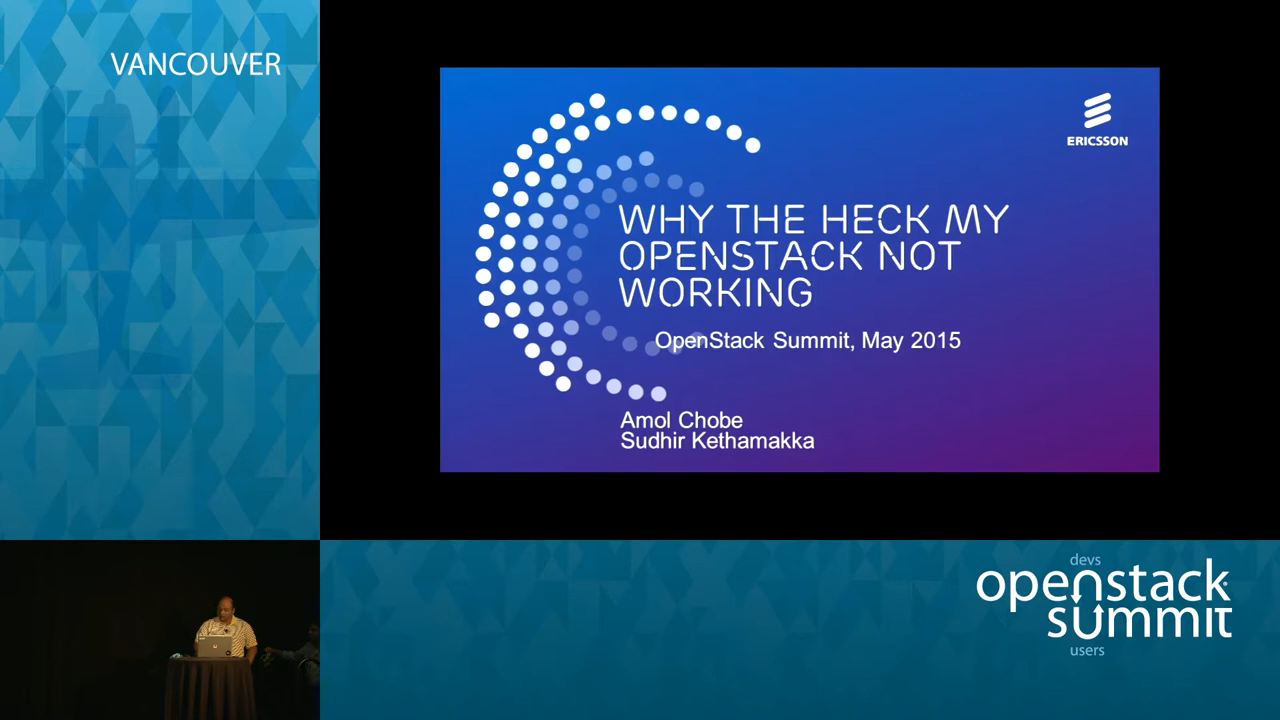 VANCOUVER
ERICSSON
WHY THE HECK MY
OPENSTACK NOT
WORKING
OpenStack Summit, May 2015
Amol Chobe
Sudhir Kethamakka
devs
openstack
summit
users